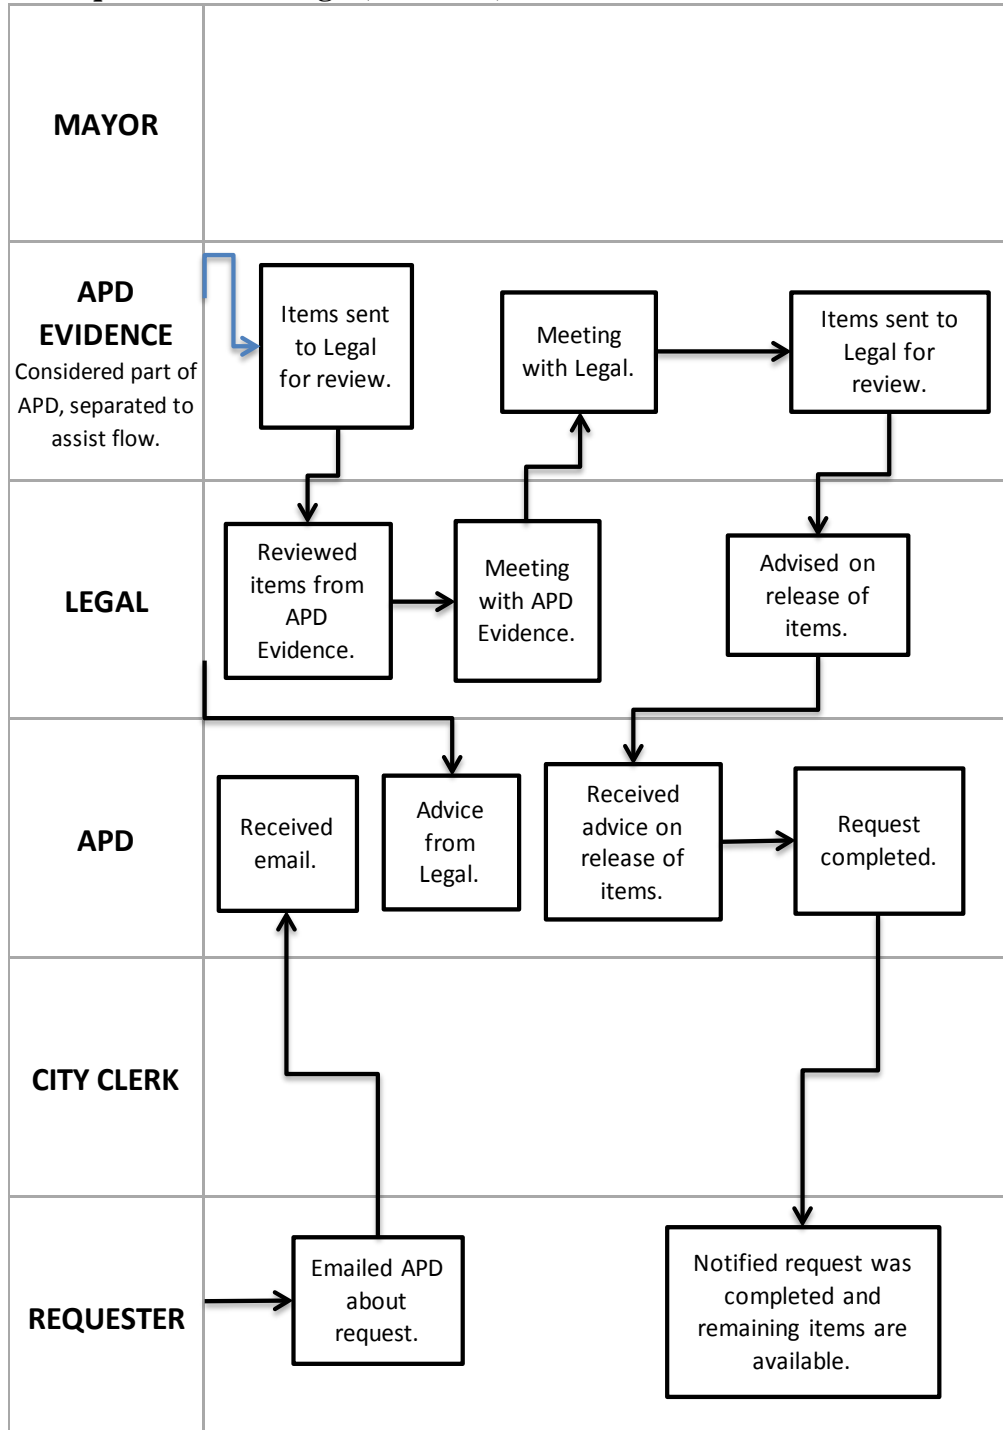 MAYOR
APD
EVIDENCE
Considered part of
APD, separated to
assist flow.
Items sent
to Legal
for review.
Meeting
with Legal.
Items sent to
Legal for
review.
LEGAL
Reviewed
items from
APD
Evidence.
Meeting
with APD
Evidence.
Advised on
release of
items.
APD
Received
email.
Advice
from
Legal.
Received
advice on
release of
items.
Request
completed.
CITY CLERK
REQUESTER
Emailed APD
about
request.
Notified request was
completed and
remaining items are
available.